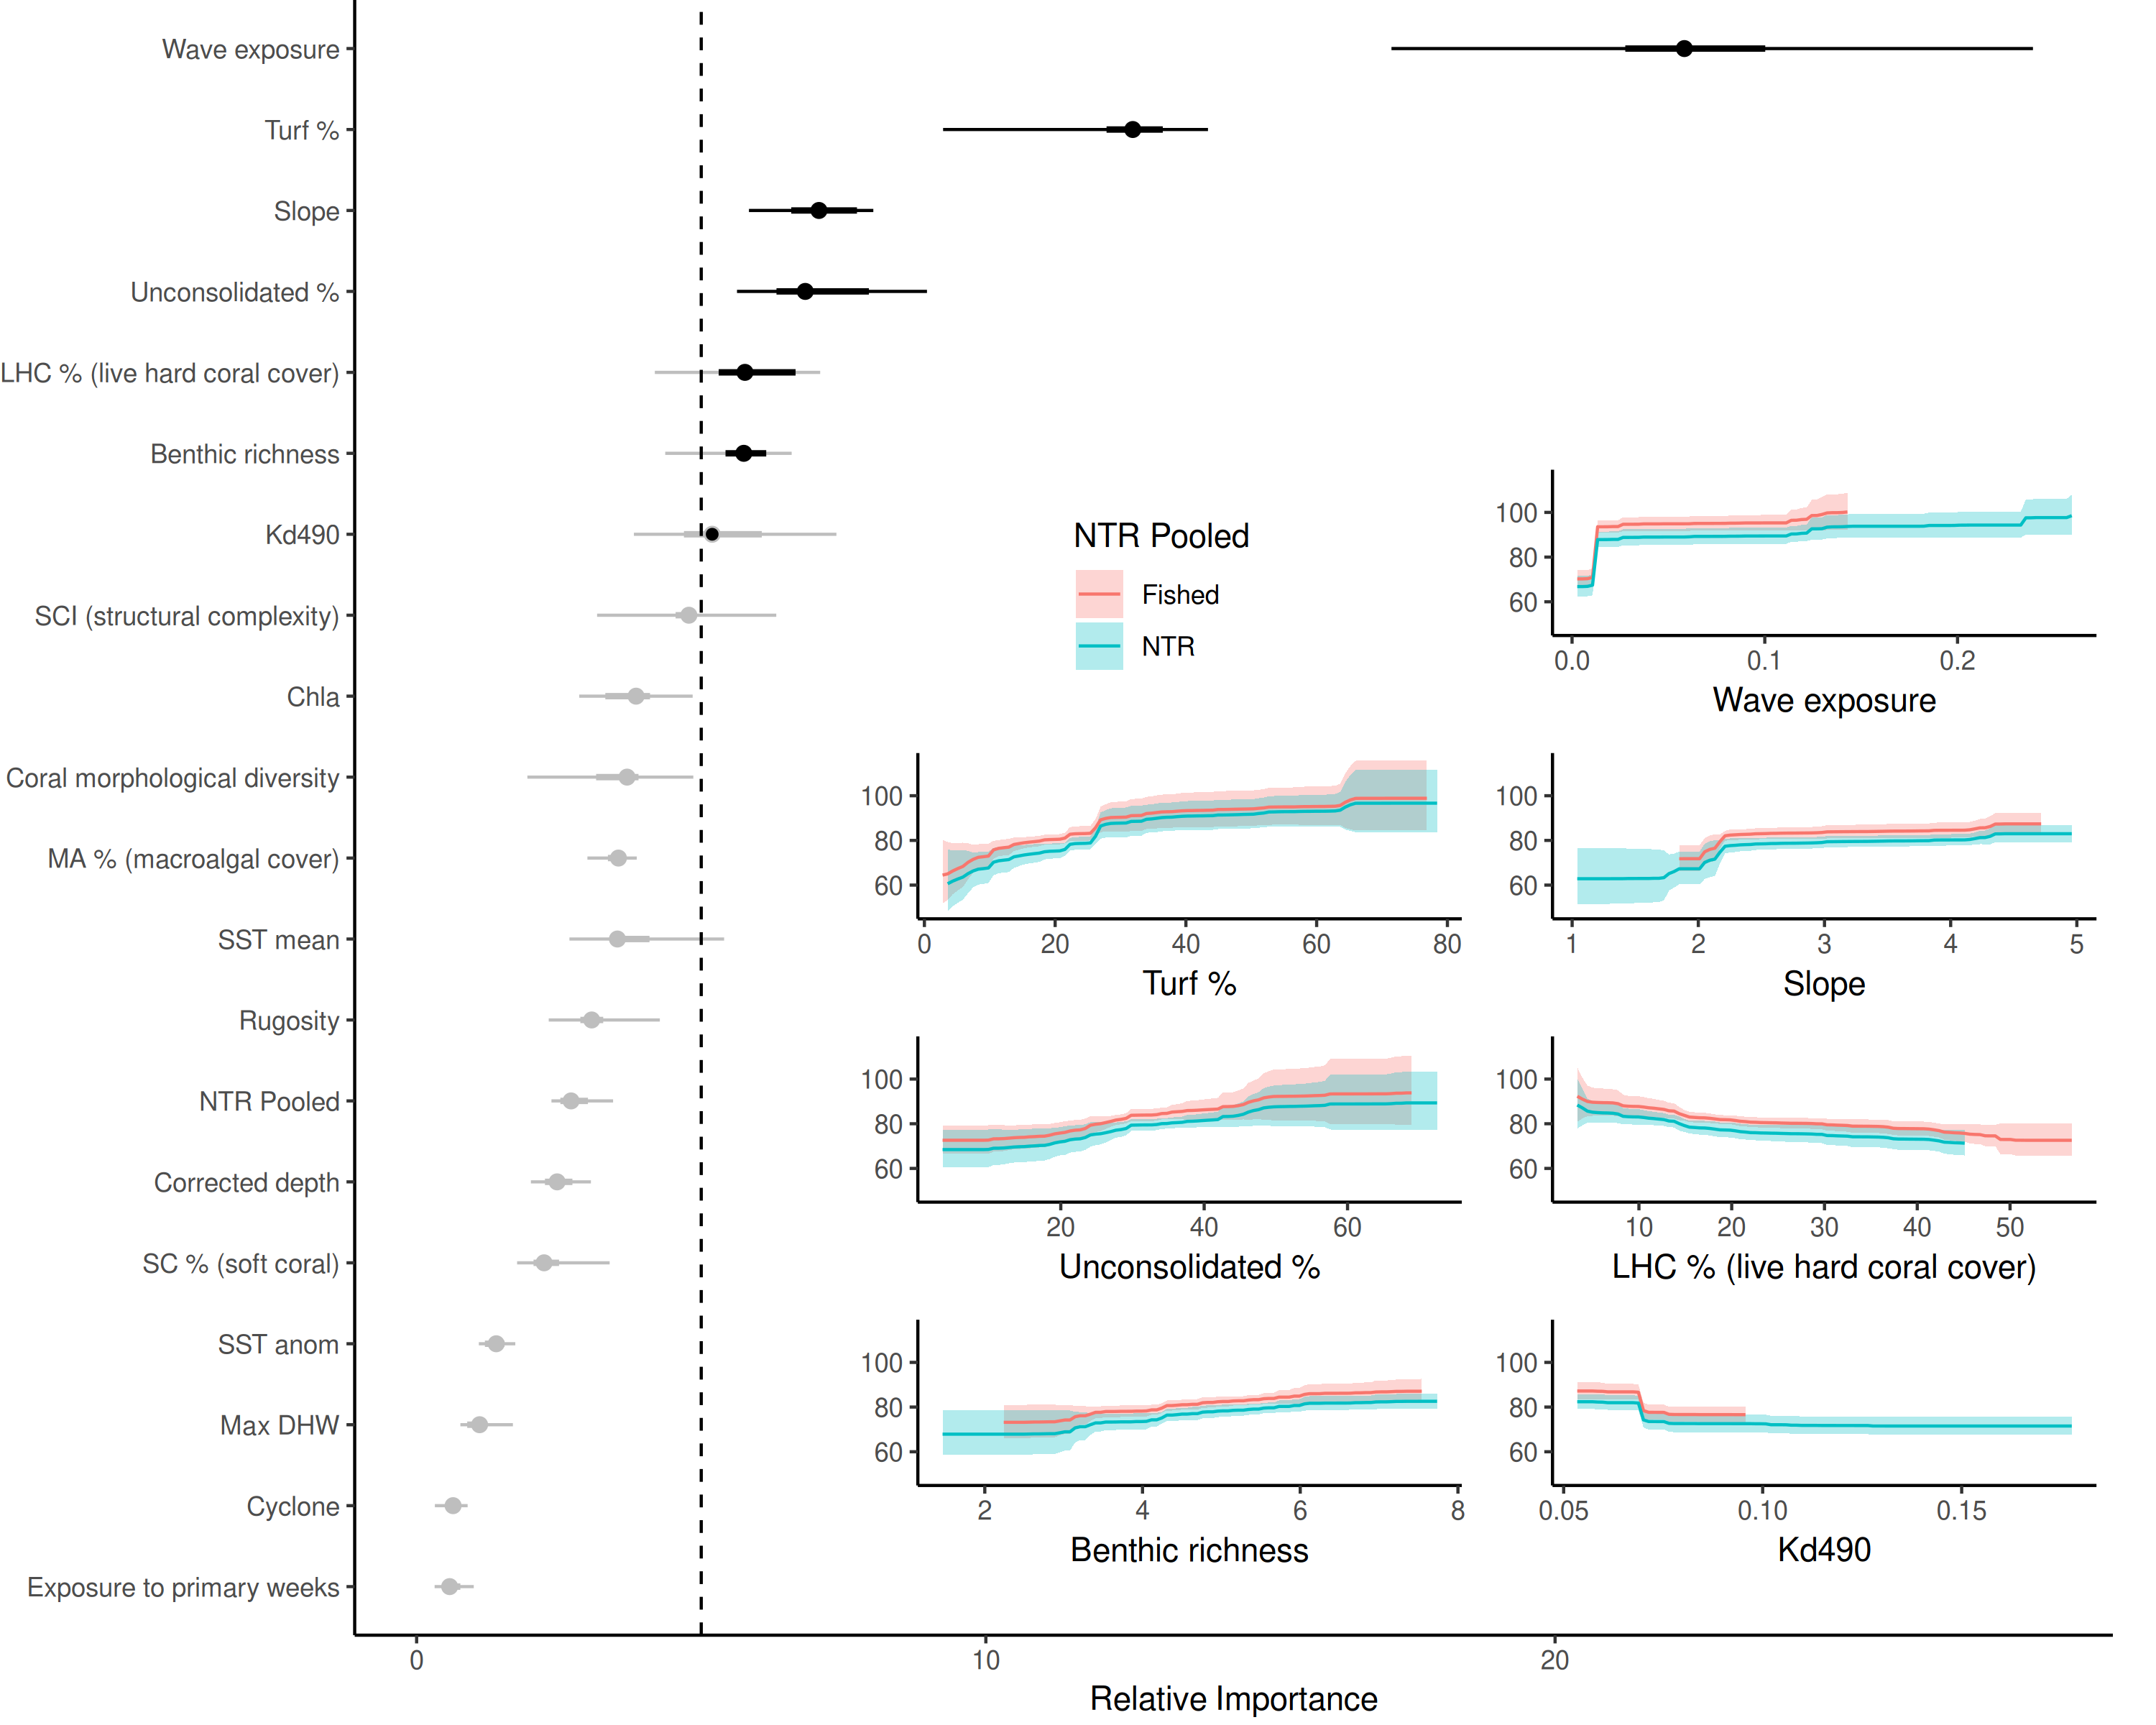 Wave exposure
Turf %
Slope
Unconsolidated %
LHC % (live hard coral cover)
Benthic richness
Kd490
SCI (structural complexity)
Chla
Coral morphological diversity
MA % (macroalgal cover)
SST mean
Rugosity
NTR Pooled
Corrected depth
SC % (soft coral)
SST anom
Max DHW
Cyclone
Exposure to primary weeks
0 10 20
Relative Importance
NTR Pooled
Fished
NTR
100
80
60
0.0 0.1 0.2
Wave exposure
100
80
60
0 20 40 60 80
Turf %
100
80
60
1 2 3 4 5
Slope
100
80
60
20 40 60
Unconsolidated %
100
80
60
10 20 30 40 50
LHC % (live hard coral cover)
100
80
60
2 4 6 8
Benthic richness
100
80
60
0.05 0.10 0.15
Kd490